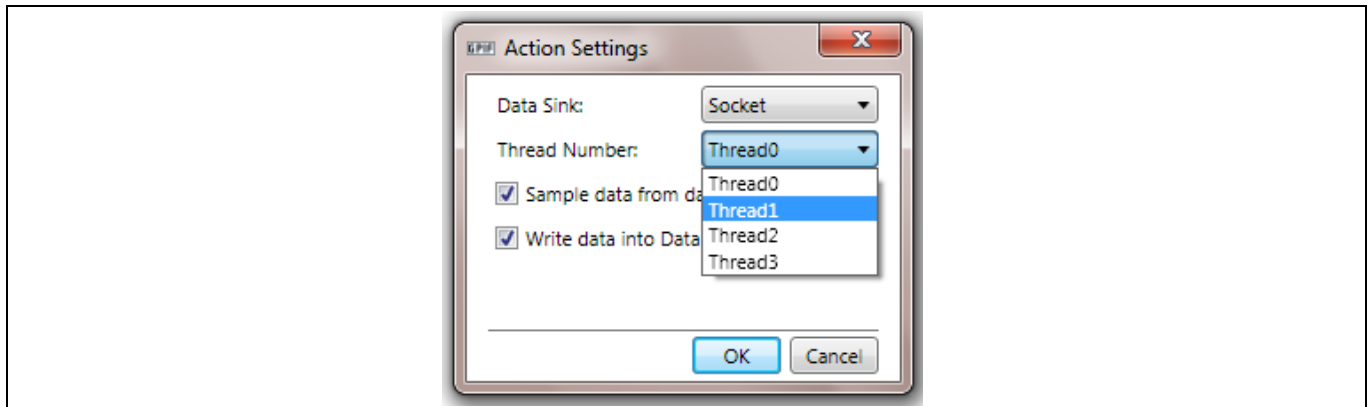 GPIF Action Settings
Data Sink: Socket
Thread Number: Thread0
Thread0
Sample data from da
Thread1
Write data into Data
Thread2
Thread3
OK Cancel